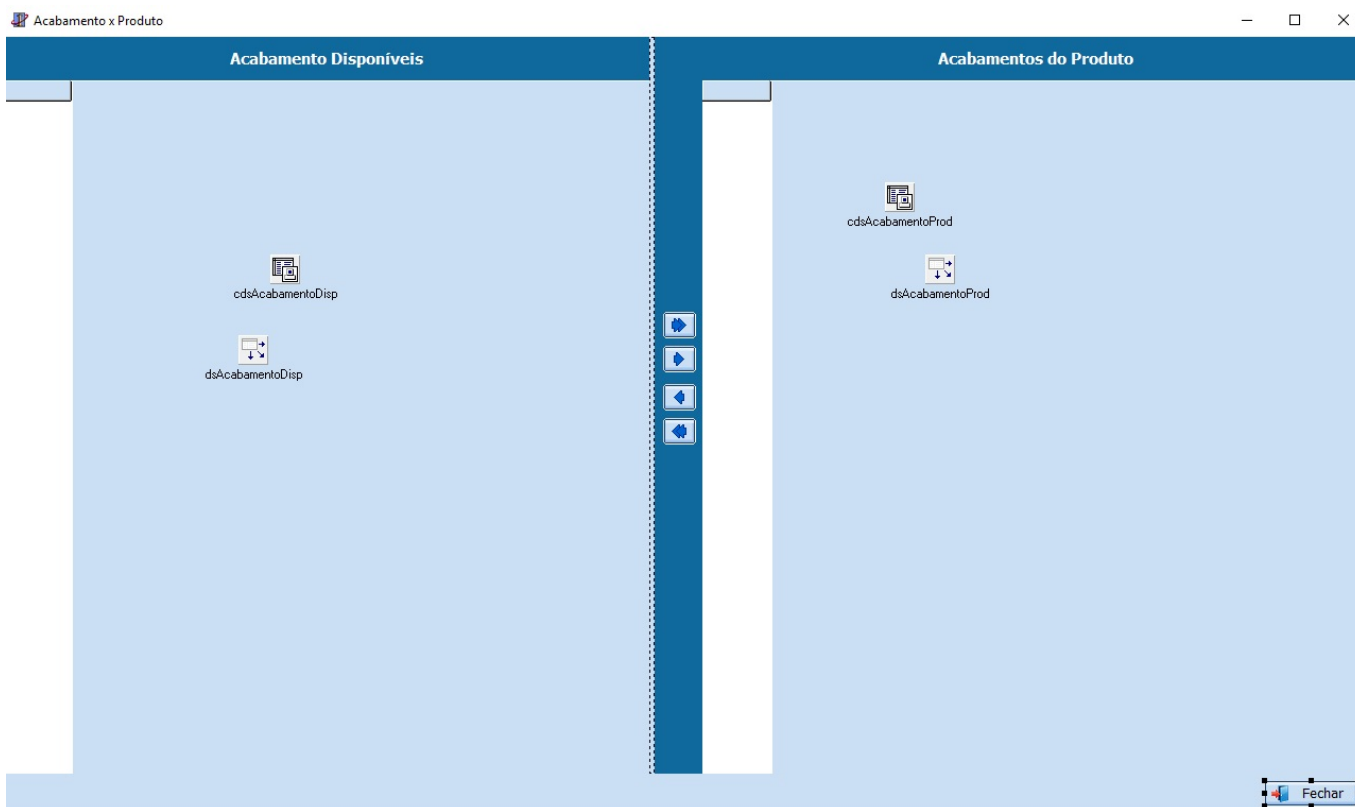 Acabamento x Produto
Acabamento Disponíveis
Acabamentos do Produto
cdsAcabamentoProd
cdsAcabamentoDisp
dsAcabamentoProd
dsAcabamentoDisp
Fechar